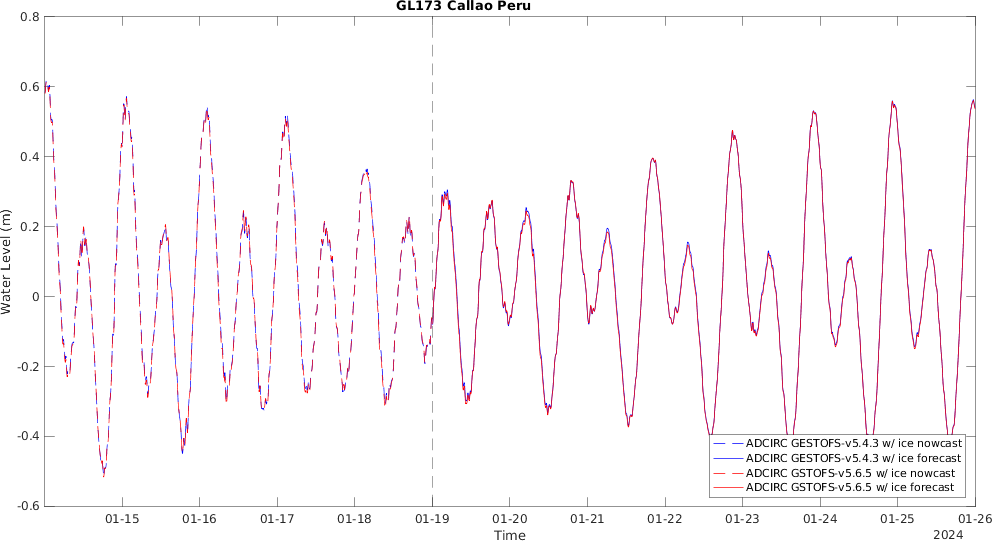 GL173 Callao Peru
Water Level (m)
0.8
0.6
0.4
0.2
0
-0.2
-0.4
-0.6
ADCIRC GESTOFS-v5.4.3 w/ ice nowcast
ADCIRC GESTOFS-v5.4.3 w/ ice forecast
ADCIRC GSTOFS-v5.6.5 w/ ice nowcast
ADCIRC GSTOFS-v5.6.5 w/ ice forecast
01-15 01-16 01-17 01-18 01-19 01-20 01-21 01-22 01-23 01-24 01-25 01-26
Time
2024